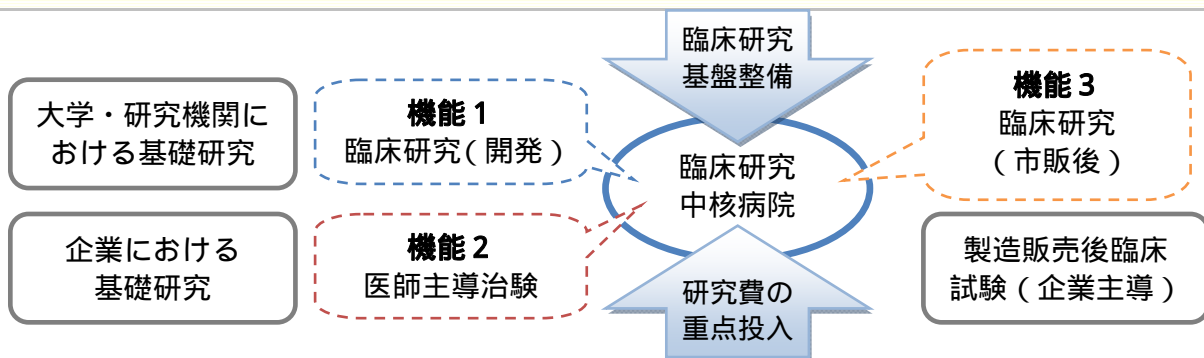 大学・研究機関に
おける基礎研究
企業における
基礎研究
機能1
臨床研究(開発)
機能2
医師主導治験
臨床研究
基盤整備
臨床研究
中核病院
研究費の
重点投入
機能3
臨床研究
(市販後)
製造販売後臨床
試験(企業主導)